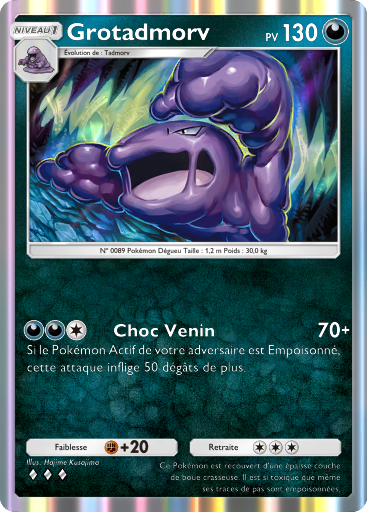 NIVEAU 1
Grotadmorv
PV 130
Évolution de : Tadmorv
N° 0089 Pokémon Dégueu Taille : 1,2 m Poids : 30,0 kg
Choc Venin 70+
Si le Pokémon Actif de votre adversaire est Empoisonné,
cette attaque inflige 50 dégâts de plus.
Faiblesse +20
Retraite
Illus. Hajime Kusajima
Ce Pokémon est recouvert d'une épaisse couche
de boue crasseuse. Il est si toxique que même
ses traces de pas sont empoisonnées.